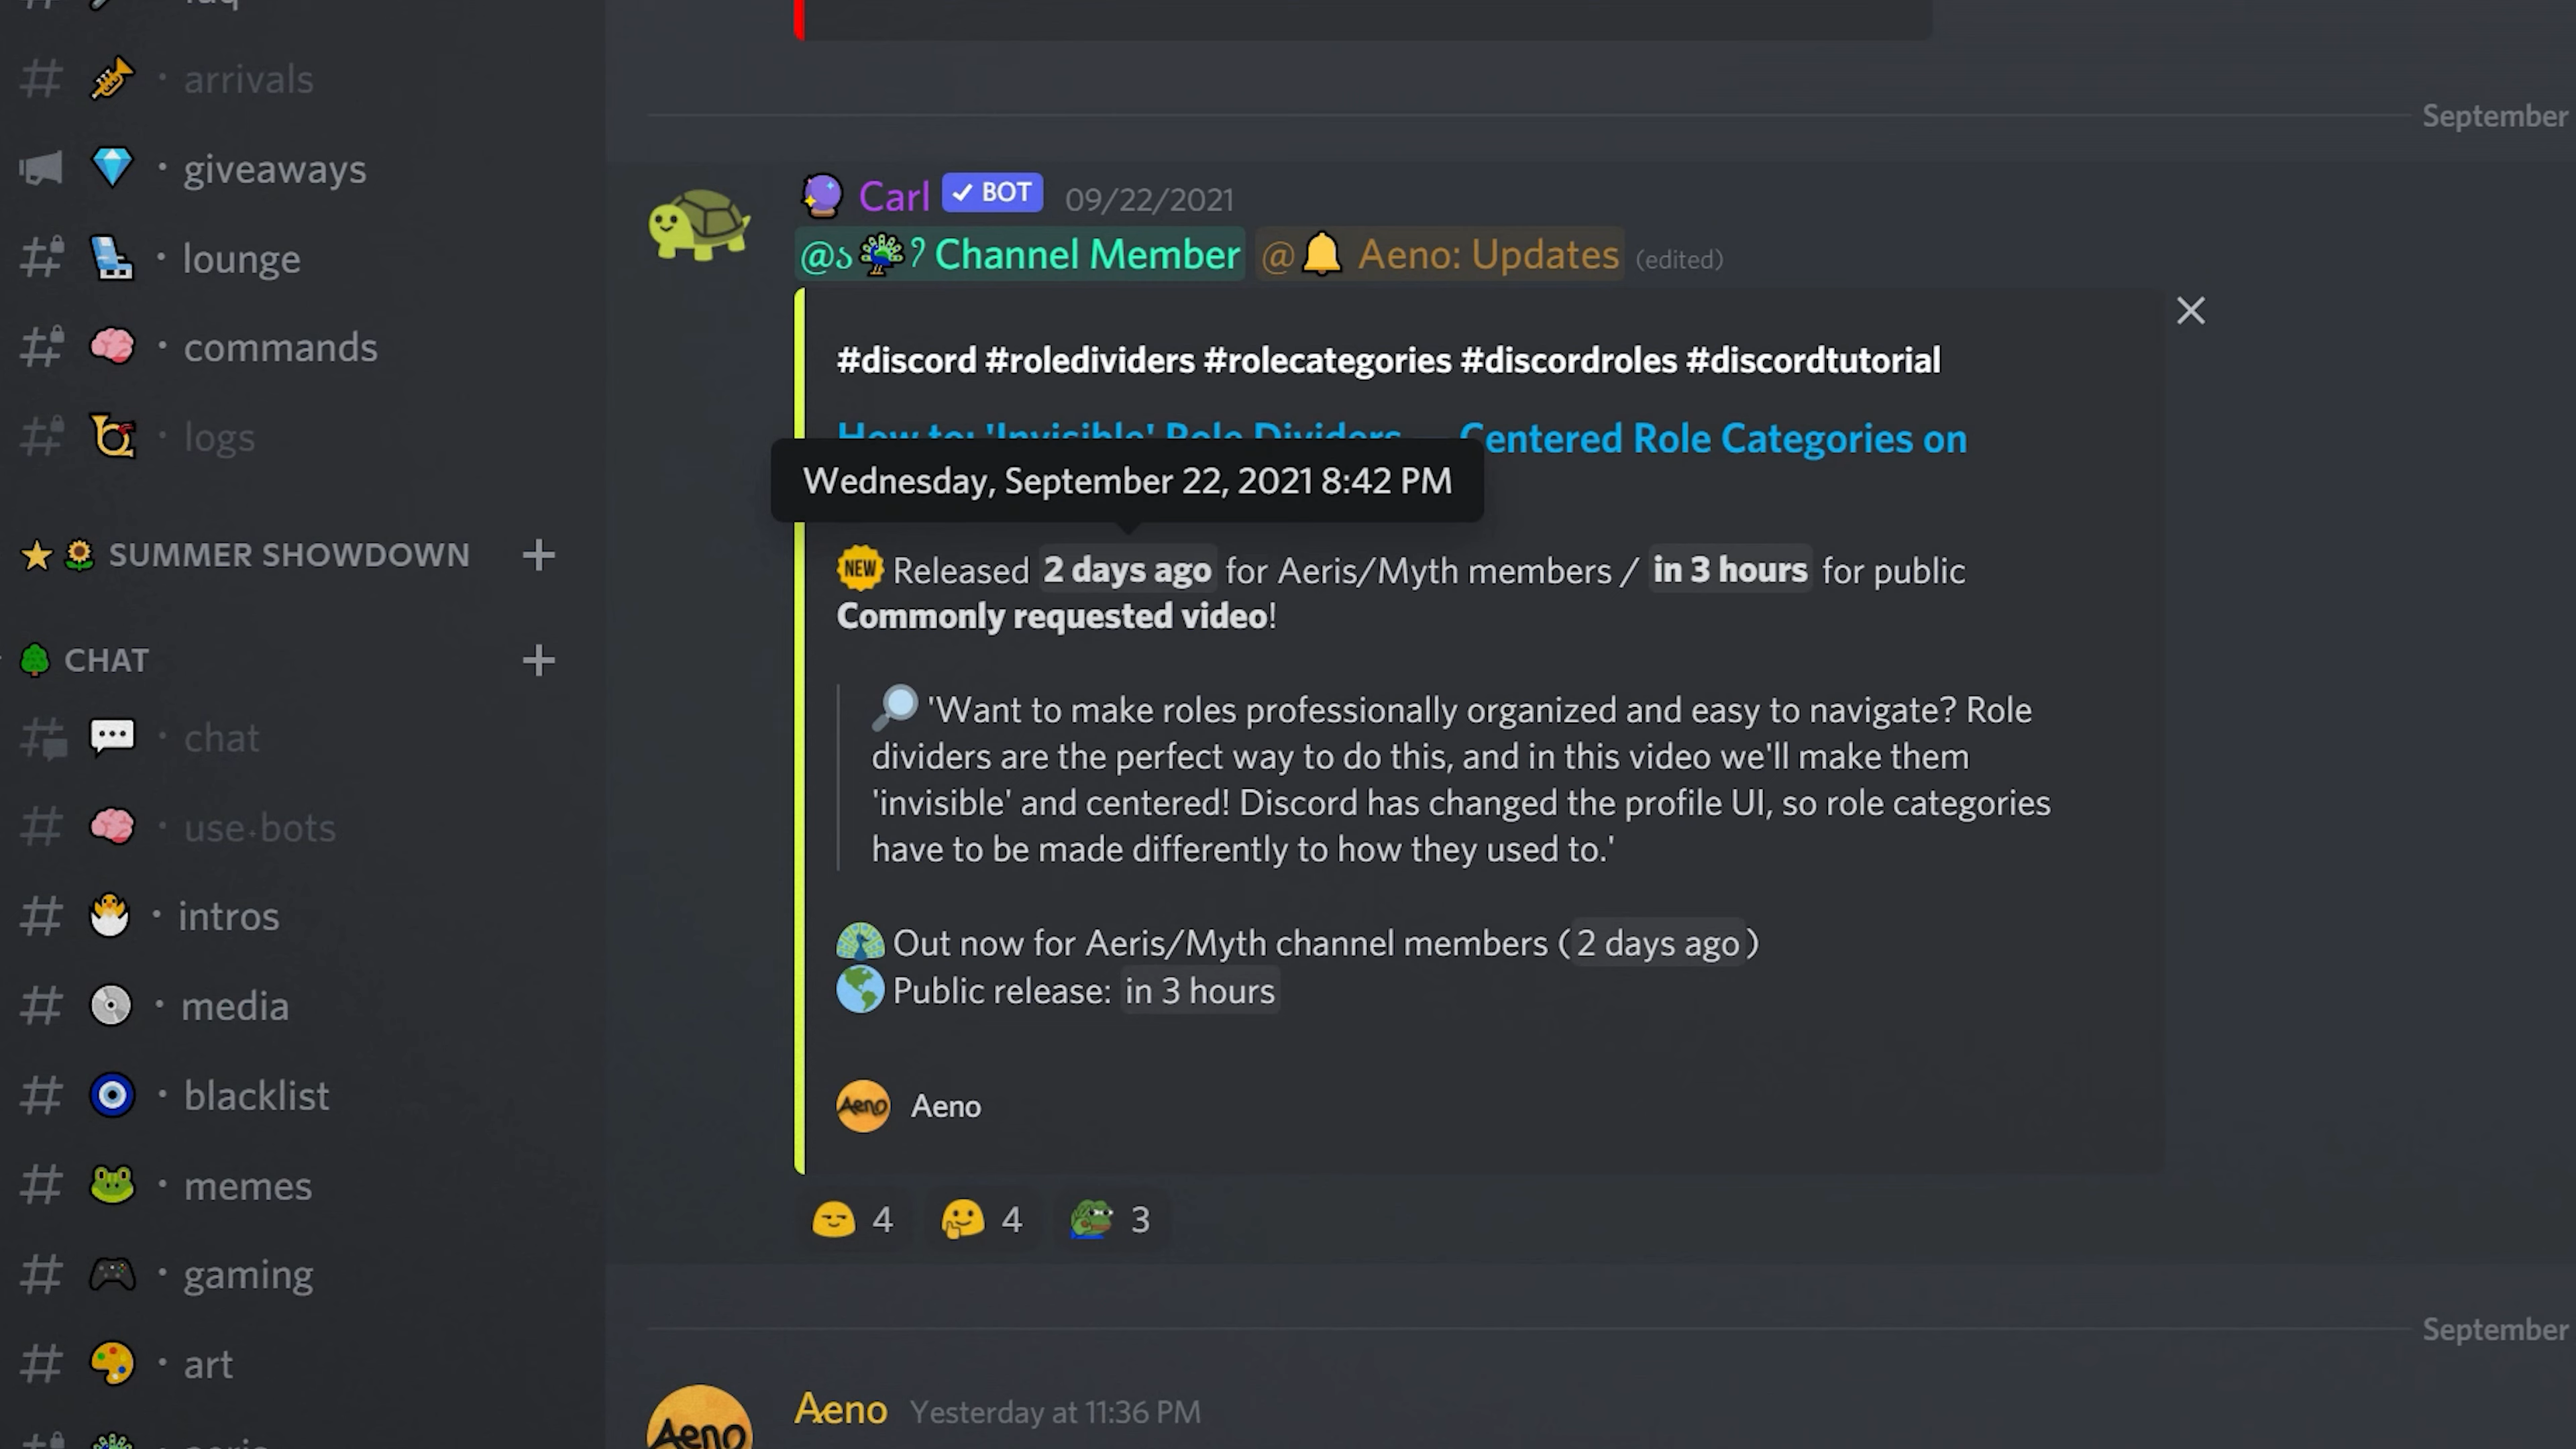 arrivals
giveaways
lounge
commands
logs
SUMMER SHOWDOWN
CHAT
chat
use bots
intros
media
blacklist
memes
gaming
art
September
Carl ✓ BOT 09/22/2021
@ Channel Member @ Aeno: Updates (edited)
#discord #roledividers #rolecategories #discordroles #discordtutorial
How to: 'Invisible' Role Dividers Centered Role Categories on
Wednesday, September 22, 2021 8:42 PM
NEW Released 2 days ago for Aeris/Myth members / in 3 hours for public
Commonly requested video!
'Want to make roles professionally organized and easy to navigate? Role
dividers are the perfect way to do this, and in this video we'll make them
'invisible' and centered! Discord has changed the profile UI, so role categories
have to be made differently to how they used to.'
Out now for Aeris/Myth channel members (2 days ago)
Public release: in 3 hours
Aeno Aeno
4 4 3
September
Aeno Yesterday at 11:36 PM
Aeno